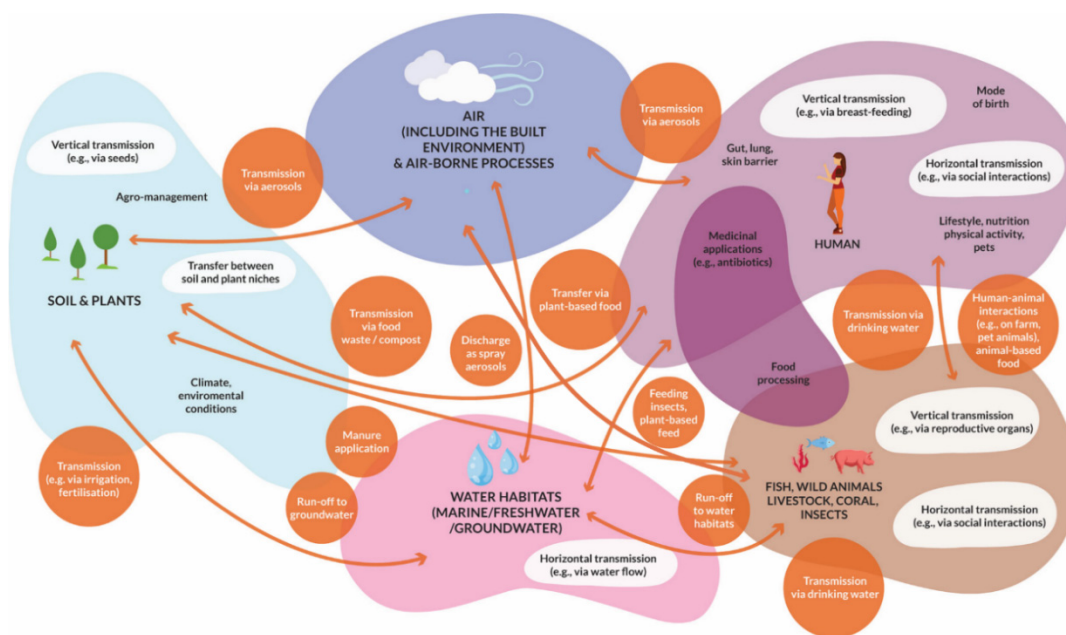 AIR
(INCLUDING THE BUILT
ENVIRONMENT)
& AIR-BORNE PROCESSES
Vertical transmission
(e.g., via seeds)
Agro-management
SOIL & PLANTS
Transfer between
soil and plant niches
Climate,
enviromental
conditions
Transmission
via aerosols
Transmission
via aerosols
Vertical transmission
(e.g., via breast-feeding)
Mode
of birth
Gut, lung,
skin barrier
Horizontal transmission
(e.g., via social interactions)
HUMAN
Lifestyle, nutrition
physical activity,
pets
Medicinal
applications
(e.g., antibiotics)
Food
processing
Transmission
via food
waste / compost
Discharge
as spray
aerosols
Transfer via
plant-based food
Transmission via
drinking water
Human-animal
interactions
(e.g., on farm,
pet animals),
animal-based
food
Feeding
insects,
plant-based
feed
Manure
application
Transmission
(e.g. via irrigation,
fertilisation)
Run-off to
groundwater
WATER HABITATS
(MARINE/FRESHWATER
/GROUNDWATER)
Horizontal transmission
(e.g., via water flow)
Run-off
to water
habitats
Vertical transmission
(e.g., via reproductive organs)
FISH, WILD ANIMALS
LIVESTOCK, CORAL,
INSECTS
Horizontal transmission
(e.g., via social interactions)
Transmission
via drinking water